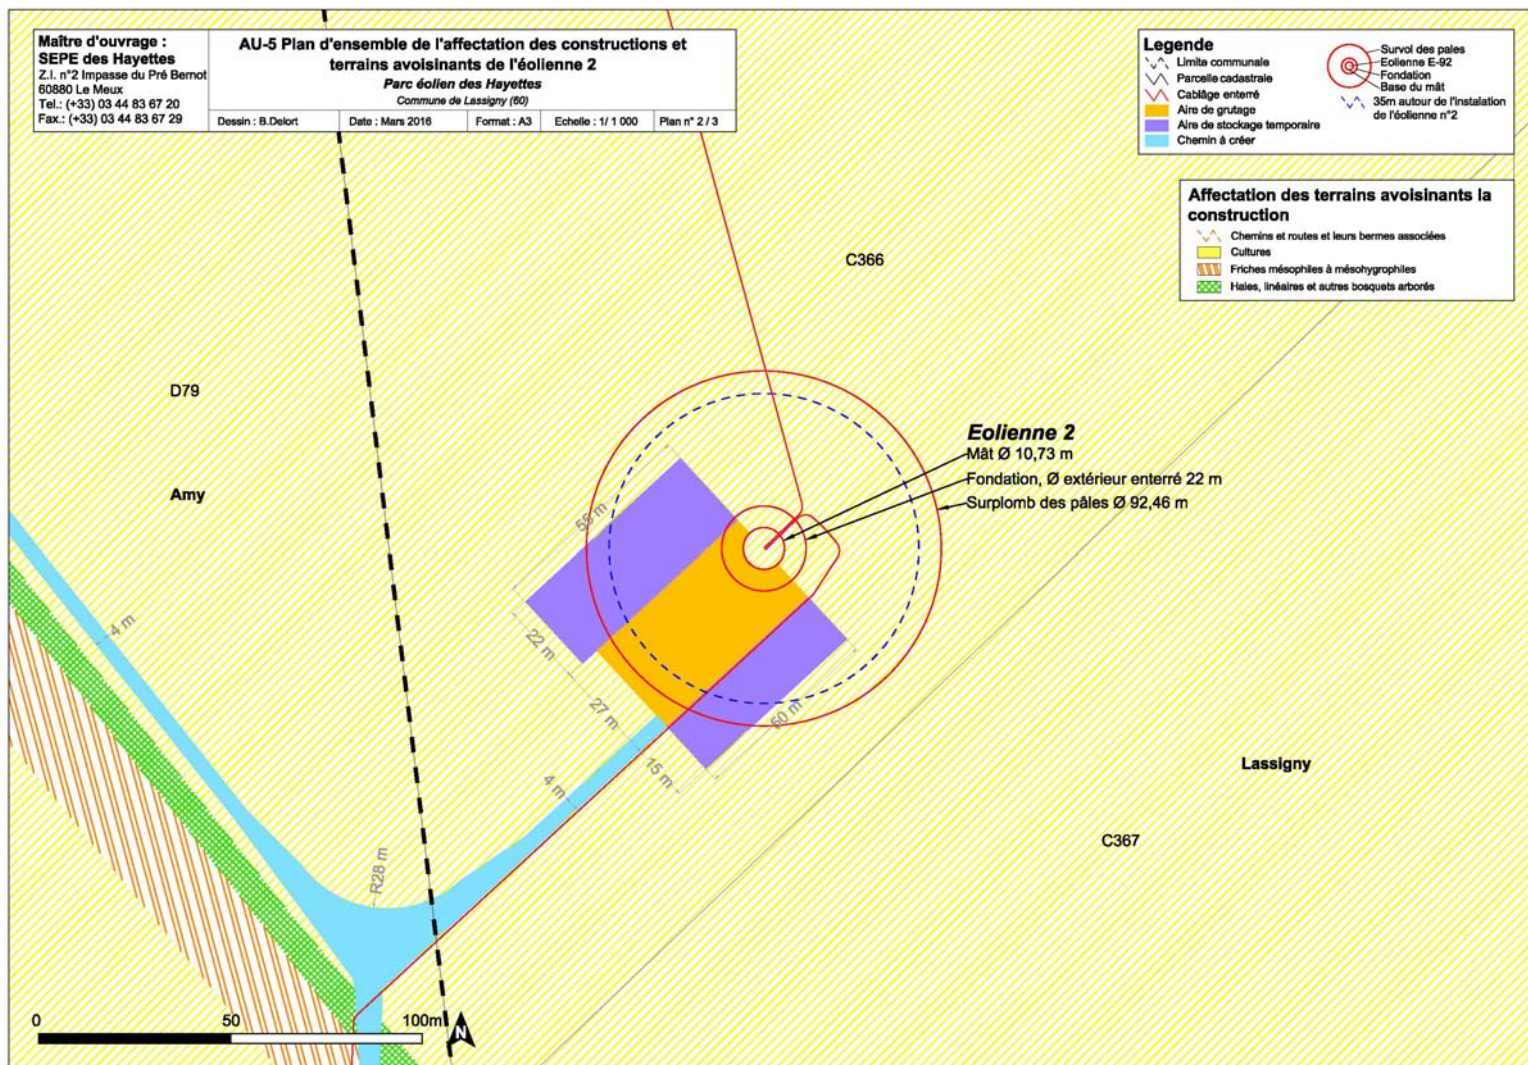 Maître d'ouvrage :
SEPE des Hayettes
Z.I. n°2 Impasse du Pré Bernot
60880 Le Meux
Tel.: (+33) 03 44 83 67 20
Fax.: (+33) 03 44 83 67 29
AU-5 Plan d'ensemble de l'affectation des constructions et
terrains avoisinants de l'éolienne 2
Parc éolien des Hayettes
Commune de Lassigny (60)
Dessin : B.Delort
Date : Mars 2016
Format : A3
Echelle : 1/ 1 000
Plan n° 2 / 3
Legende
Limite communale
Parcelle cadastrale
Cablâge enterré
Aire de grutage
Aire de stockage temporaire
Chemin à créer
Survol des pales
Eolienne E-92
Fondation
Base du mât
35m autour de l'instalation
de l'éolienne n°2
Affectation des terrains avoisinants la
construction
Chemins et routes et leurs bermes associées
Cultures
Friches mésophiles à mésohygrophiles
Haies, linéaires et autres bosquets arborés
C366
D79
Amy
Eolienne 2
Mât Ø 10,73 m
Fondation, Ø extérieur enterré 22 m
Surplomb des pâles Ø 92,46 m
55 m
4 m
22 m
27 m
50 m
15 m
4 m
R28 m
Lassigny
C367
0 50 100m
N